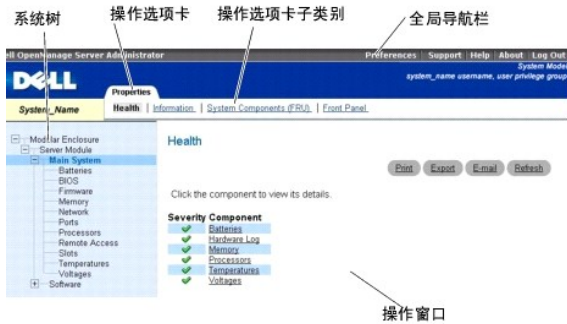 系统树
操作选项卡
操作选项卡子类别
全局导航栏
ell OpenManage Server Administrator
Preferences Support Help About Log Out
DELL
System Model
system_name username, user privilege group
Properties
System_Name
Health Information System Components (FRU) Front Panel
Modular Enclosure
Server Module
Main System
Batteries
BIOS
Firmware
Memory
Network
Ports
Processors
Remote Access
Slots
Temperatures
Voltages
Software
Health
Print Export E-mail Refresh
Click the component to view its details.
Severity Component
Batteries
Hardware Log
Memory
Processors
Temperatures
Voltages
操作窗口